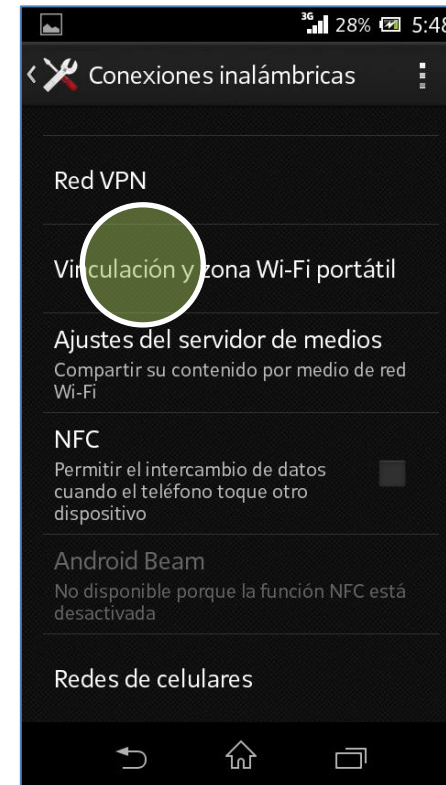 3G 28% 5:48
Conexiones inalámbricas
Red VPN
Vinculación y zona Wi-Fi portátil
Ajustes del servidor de medios
Compartir su contenido por medio de red
Wi-Fi
NFC
Permitir el intercambio de datos
cuando el teléfono toque otro
dispositivo
Android Beam
No disponible porque la función NFC está
desactivada
Redes de celulares